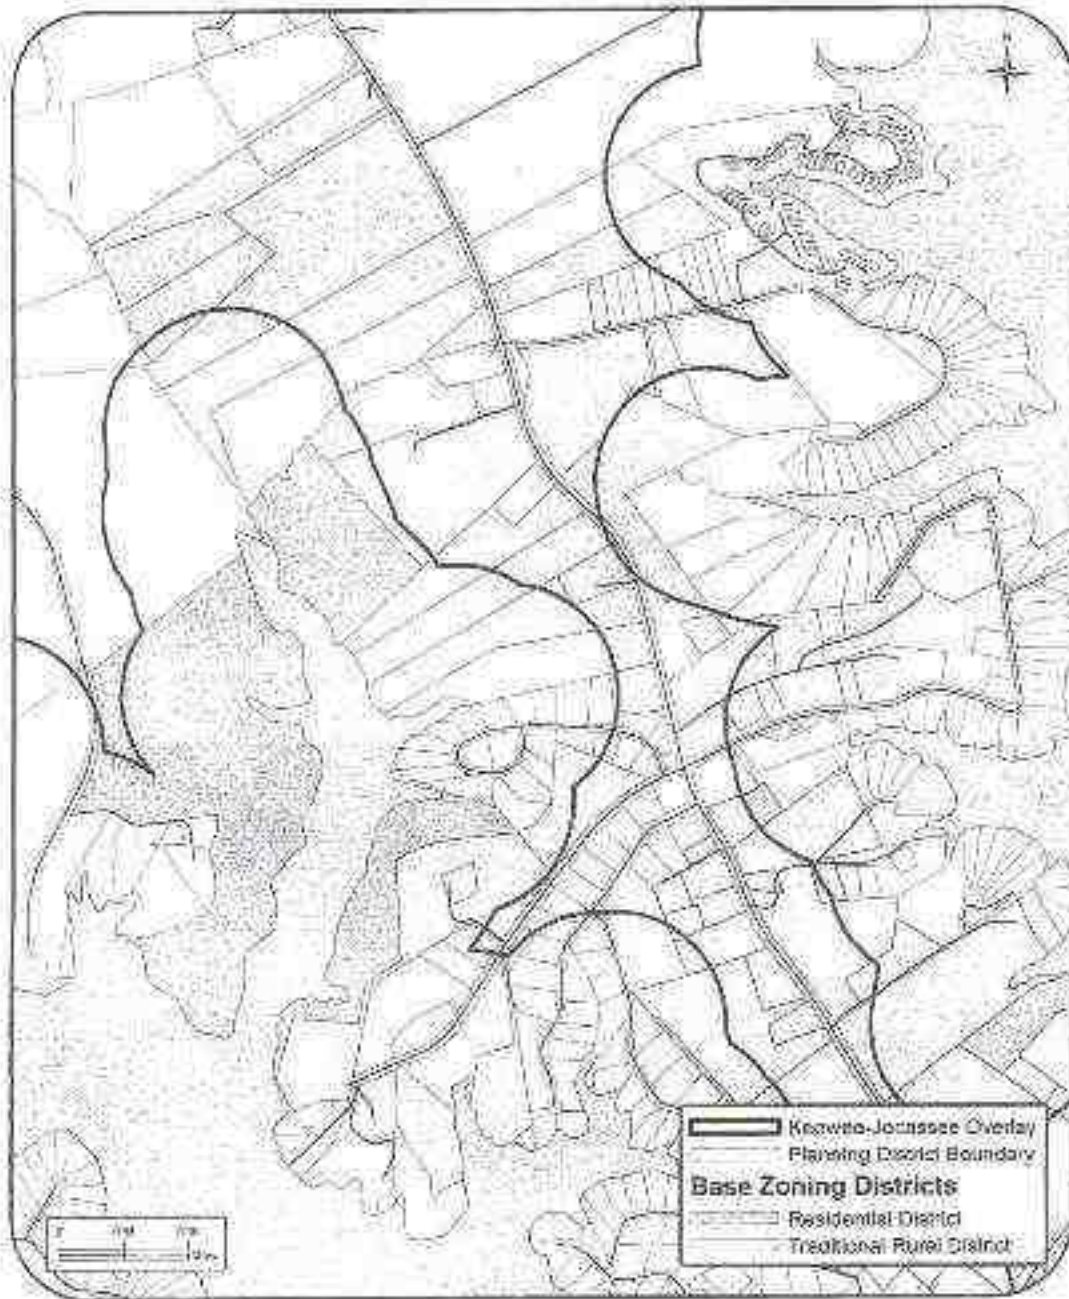 N
Keowee-Jocassee Overlay
Planning District Boundary
Base Zoning Districts
Residential District
Traditional Rural District